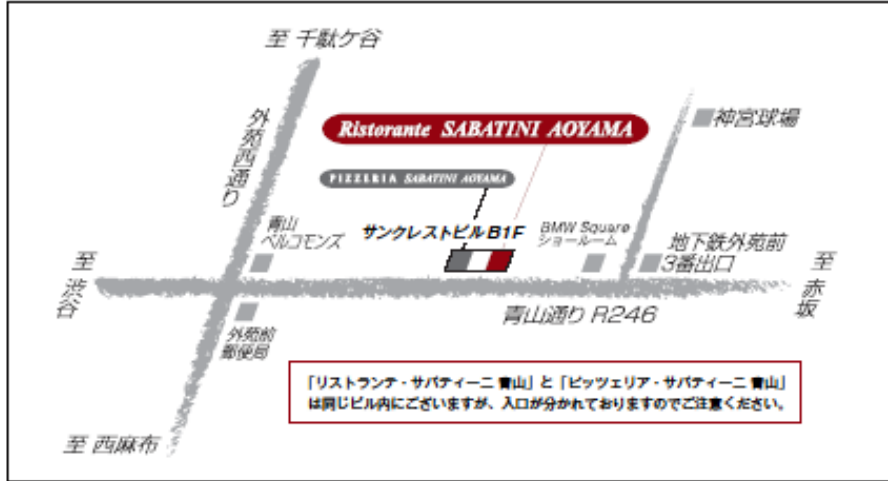 至 千駄ケ谷
外苑西通り
Ristorante SABATINI AOYAMA
神宮球場
PIZZERIA SABATINI AOYAMA
青山
ベルコモンズ
サンクレストビル B1F
BMW Square
ショールーム
地下鉄外苑前
3番出口
至 渋谷
至 赤坂
青山通り R246
外苑前
郵便局
「リストランテ・サバティーニ 青山」と「ピッツェリア・サバティーニ 青山」
は同じビル内にございますが、入口が分かれておりますのでご注意ください。
至 西麻布